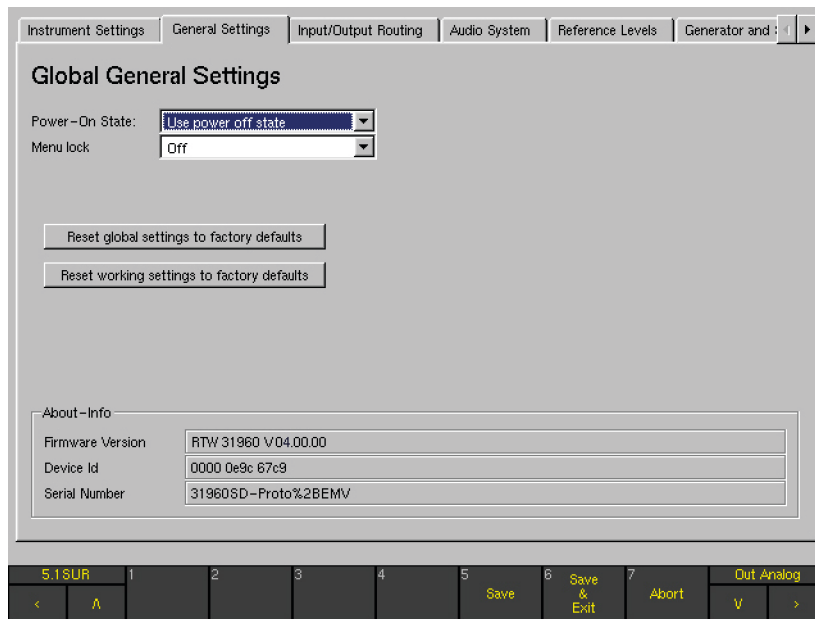 Instrument Settings General Settings Input/Output Routing Audio System Reference Levels Generator and
Global General Settings
Power-On State: Use power off state
Menu lock Off
Reset global settings to factory defaults
Reset working settings to factory defaults
About-Info
Firmware Version RTW 31960 V04.00.00
Device Id 0000 0e9c 67c9
Serial Number 31960SD-Proto%2BEMV
5.1SUR 1 2 3 4 5 Save 6 Save & Exit 7 Abort Out Analog
< Λ V >